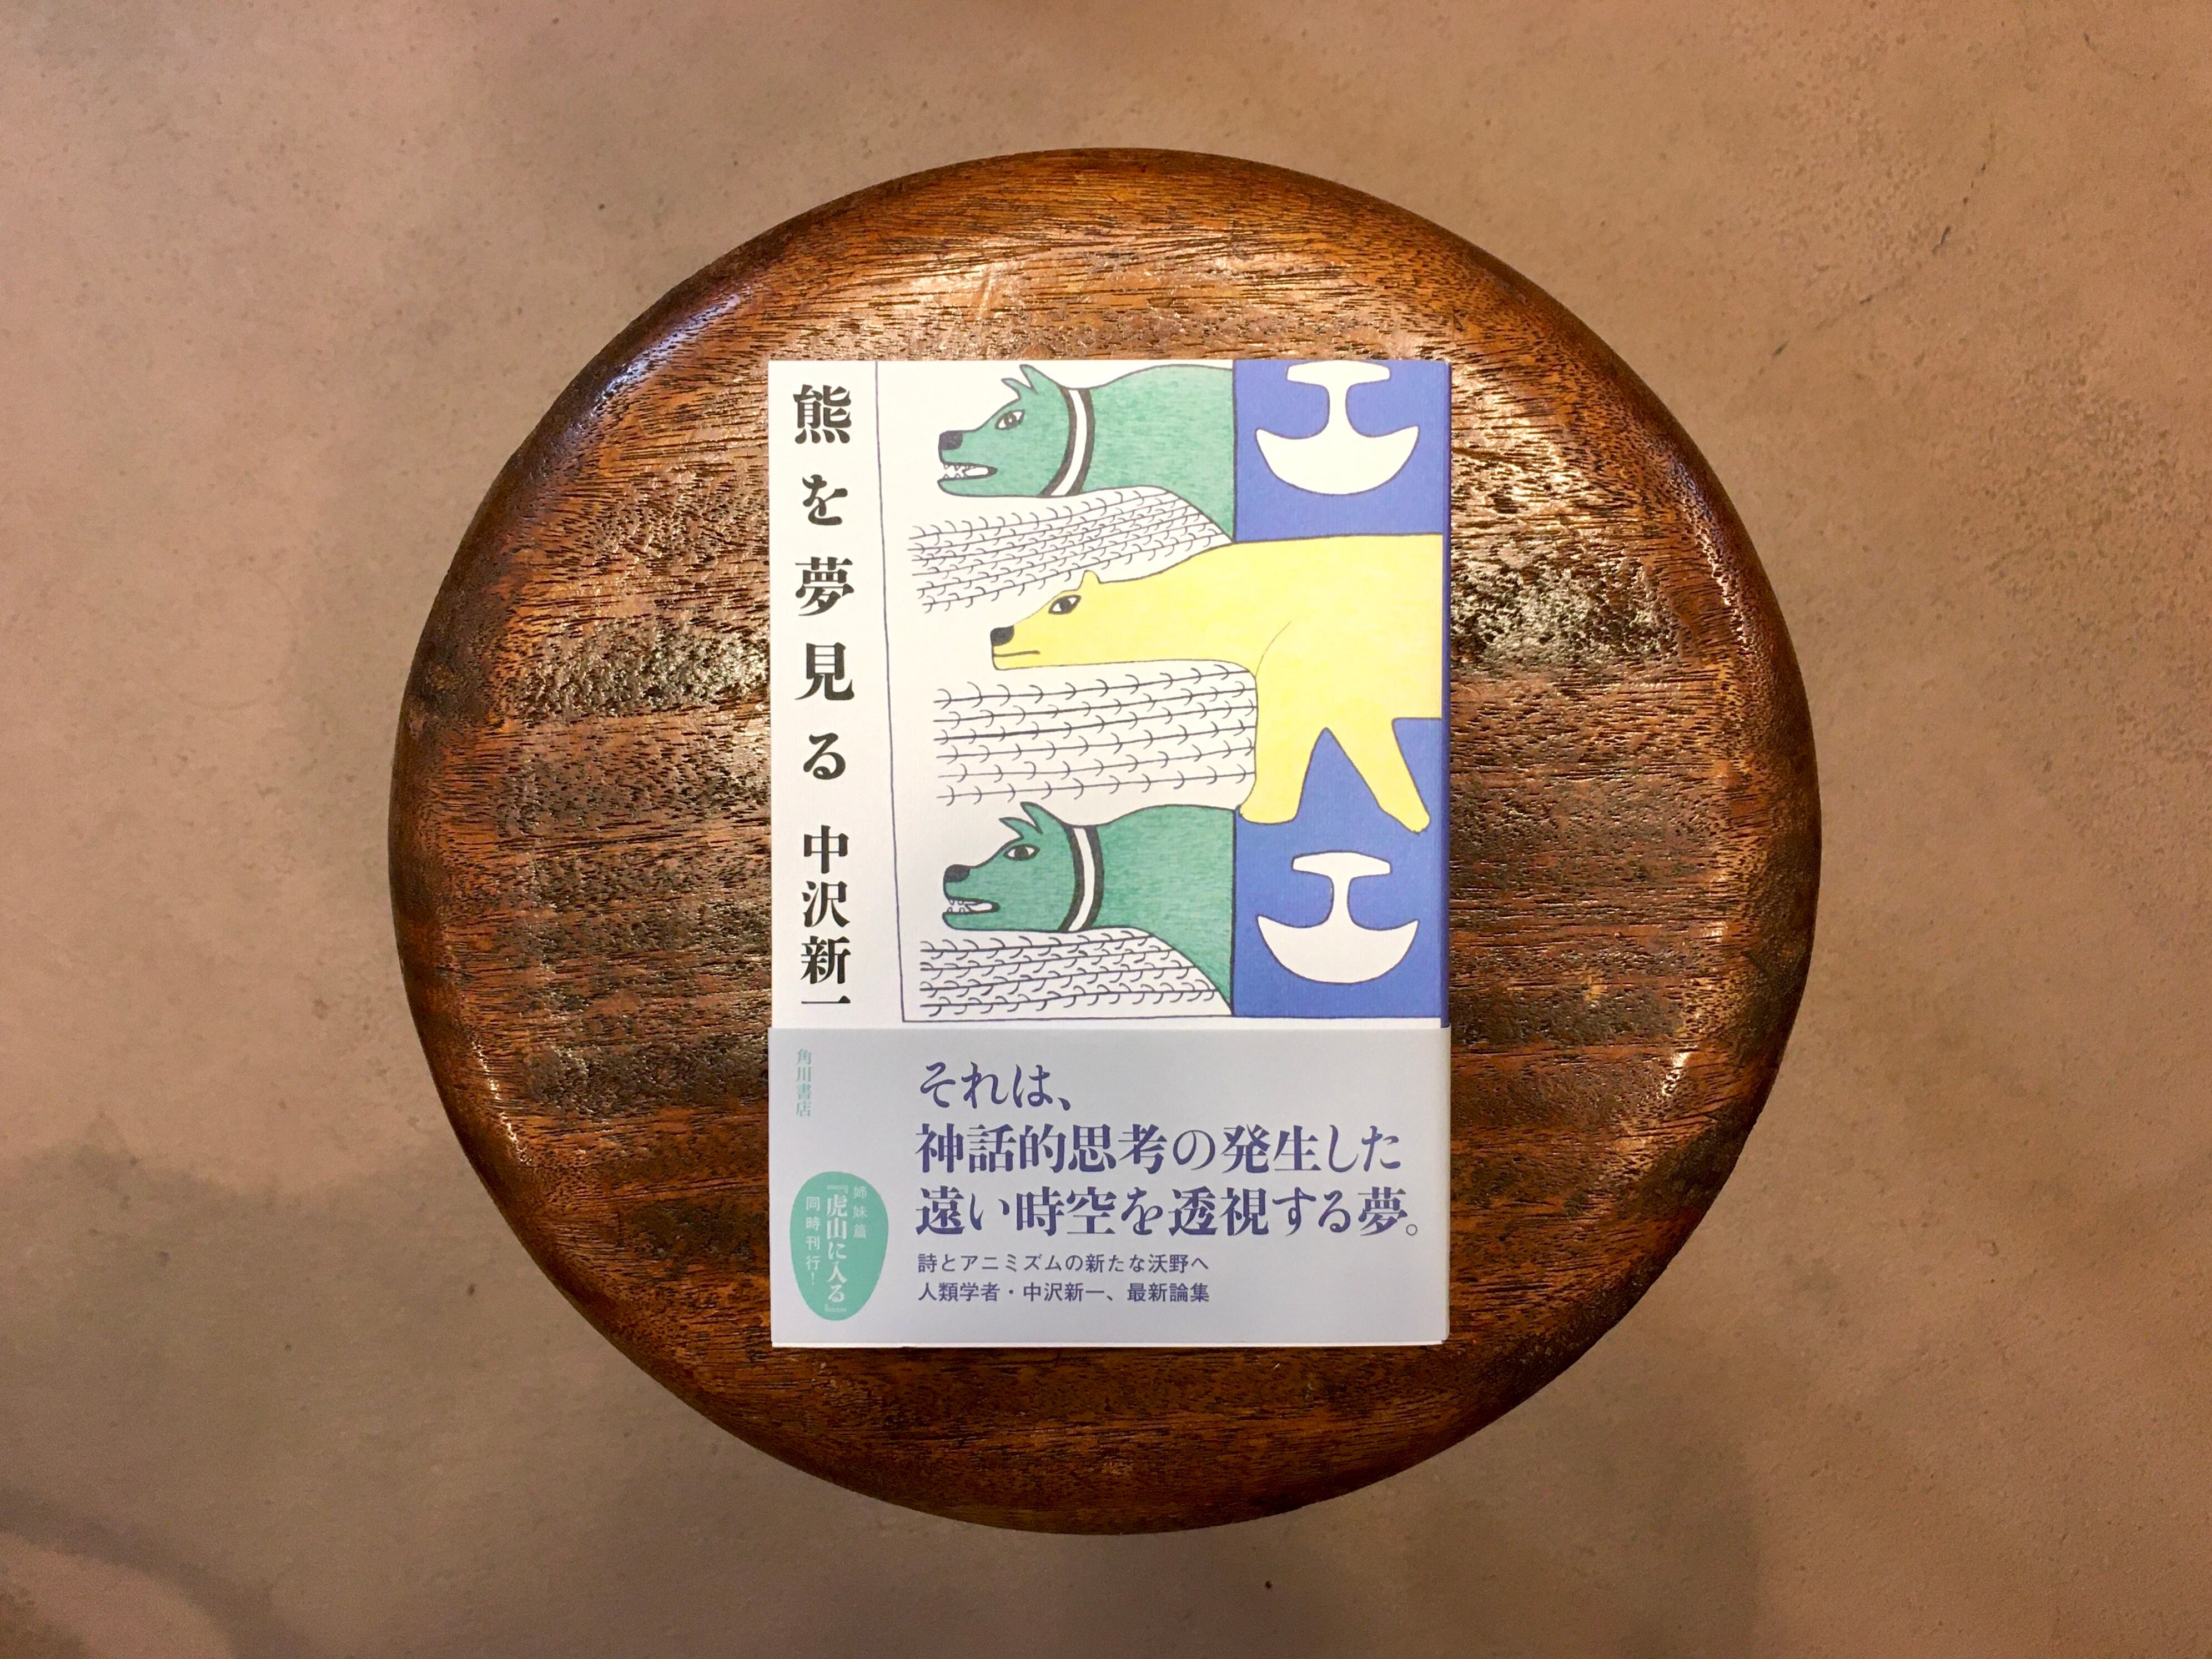 熊を夢見る 中沢新一
角川書店
それは、
神話的思考の発生した
遠い時空を透視する夢。
詩とアニミズムの新たな沃野へ
人類学者・中沢新一、最新論集
姉妹篇
『虎山に入る』
同時刊行！